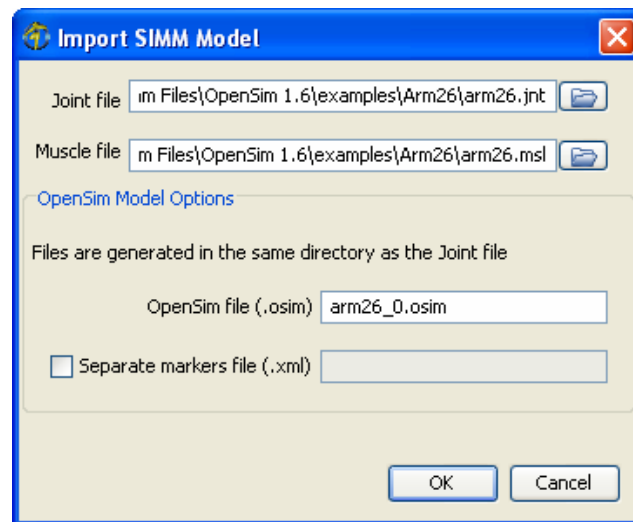 Import SIMM Model
Joint file ım Files\OpenSim 1.6\examples\Arm26\arm26.jnt
Muscle file m Files\OpenSim 1.6\examples\Arm26\arm26.msl
OpenSim Model Options
Files are generated in the same directory as the Joint file
OpenSim file (.osim) arm26_0.osim
Separate markers file (.xml)
OK Cancel